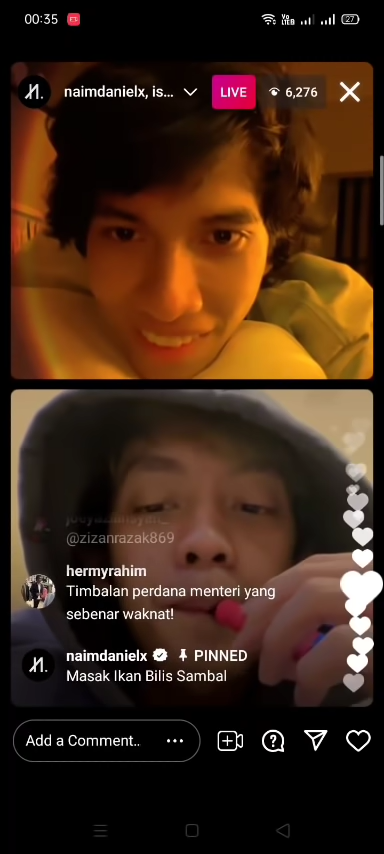 00:35
27
naimdanielx, is...
LIVE
6,276
@zizanrazak869
hermyrahim
Timbalan perdana menteri yang
sebenar waknat!
naimdanielx PINNED
Masak Ikan Bilis Sambal
Add a Comment..